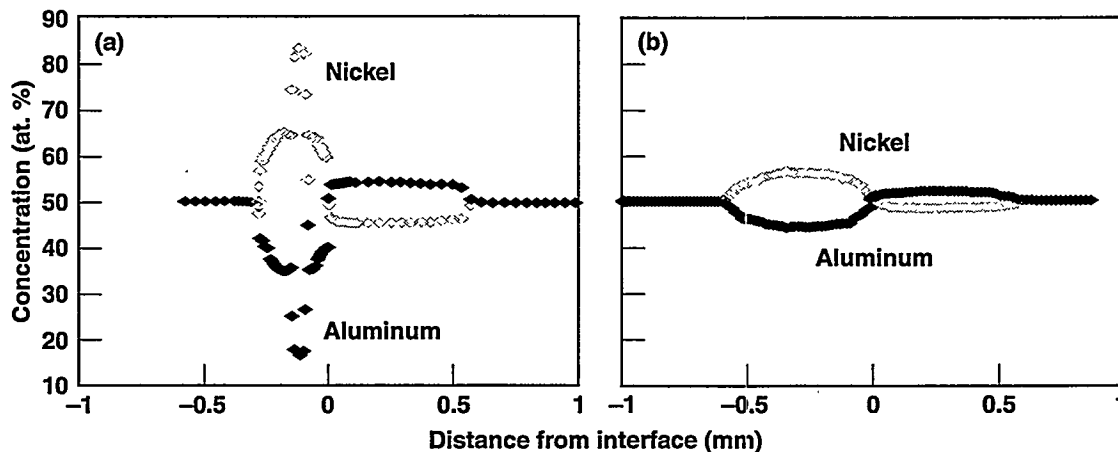 (a)
Nickel
Aluminum
Concentration (at. %)
90
80
70
60
50
40
30
20
10
–1
–0.5
0
0.5
1
(b)
Nickel
Aluminum
–1
–0.5
0
0.5
1
Distance from interface (mm)